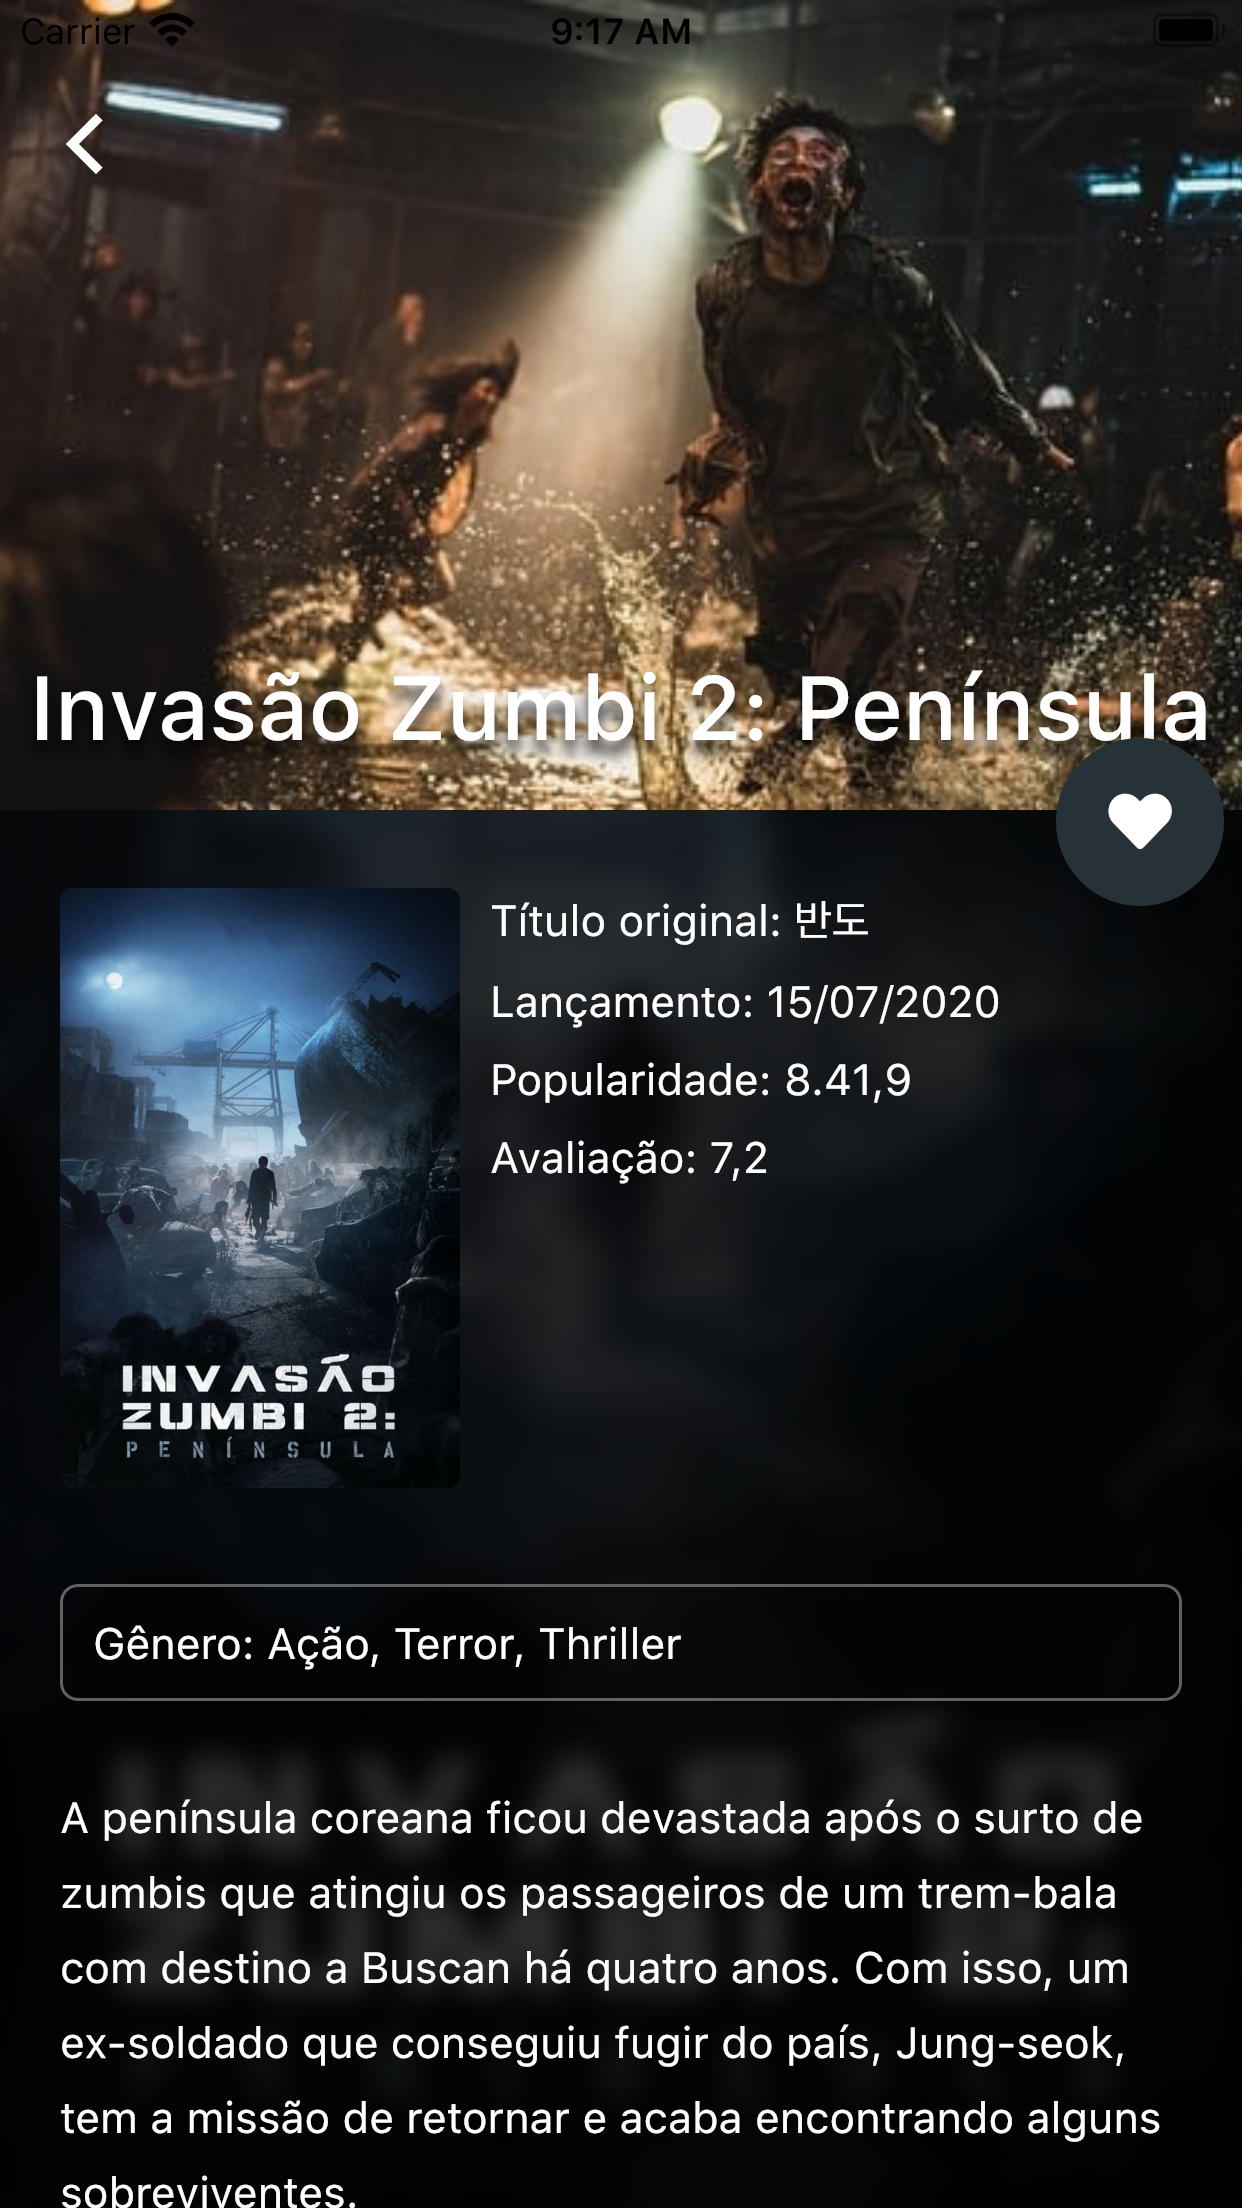 Carrier 9:17 AM
Invasão Zumbi 2: Península
Título original: 반도
Lançamento: 15/07/2020
Popularidade: 8.41,9
Avaliação: 7,2
INVASÃO
ZUMBI 2:
PENÍNSULA
Gênero: Ação, Terror, Thriller
A península coreana ficou devastada após o surto de
zumbis que atingiu os passageiros de um trem-bala
com destino a Buscan há quatro anos. Com isso, um
ex-soldado que conseguiu fugir do país, Jung-seok,
tem a missão de retornar e acaba encontrando alguns
sobreviventes.